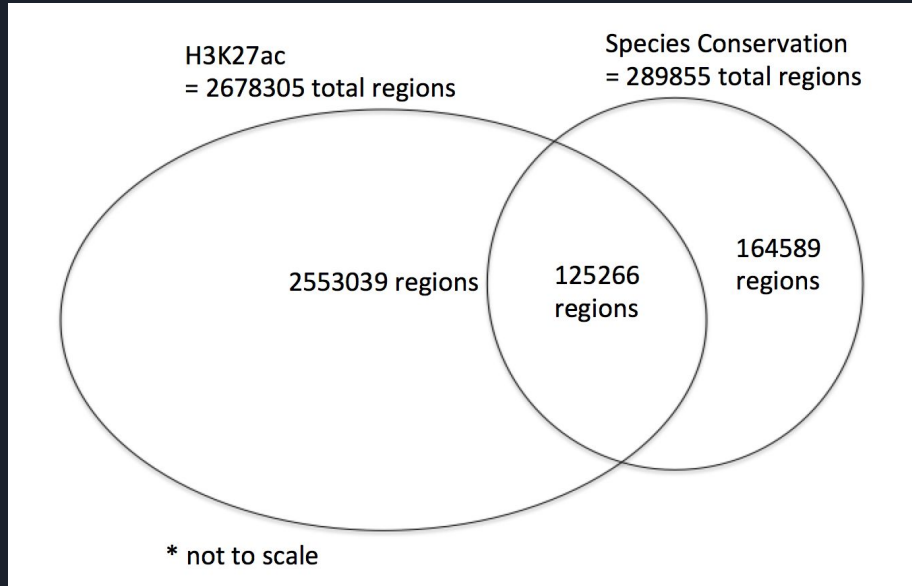 H3K27ac
= 2678305 total regions
Species Conservation
= 289855 total regions
2553039 regions
125266
regions
164589
regions
* not to scale